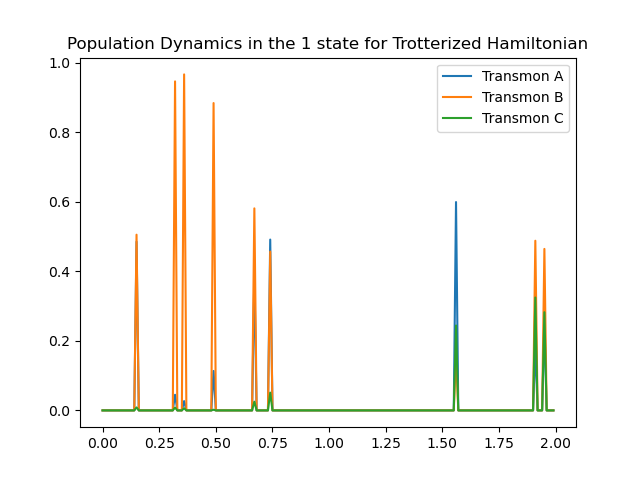 Population Dynamics in the 1 state for Trotterized Hamiltonian
Transmon A
Transmon B
Transmon C
1.0
0.8
0.6
0.4
0.2
0.0
0.00 0.25 0.50 0.75 1.00 1.25 1.50 1.75 2.00